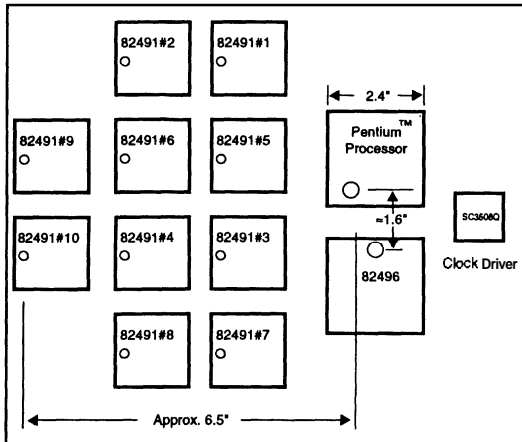 82491#2
82491#1
2.4"
Pentium™
Processor
82491#9
82491#6
82491#5
≈1.6"
SC3508Q
Clock Driver
82491#10
82491#4
82491#3
82496
82491#8
82491#7
Approx. 6.5"